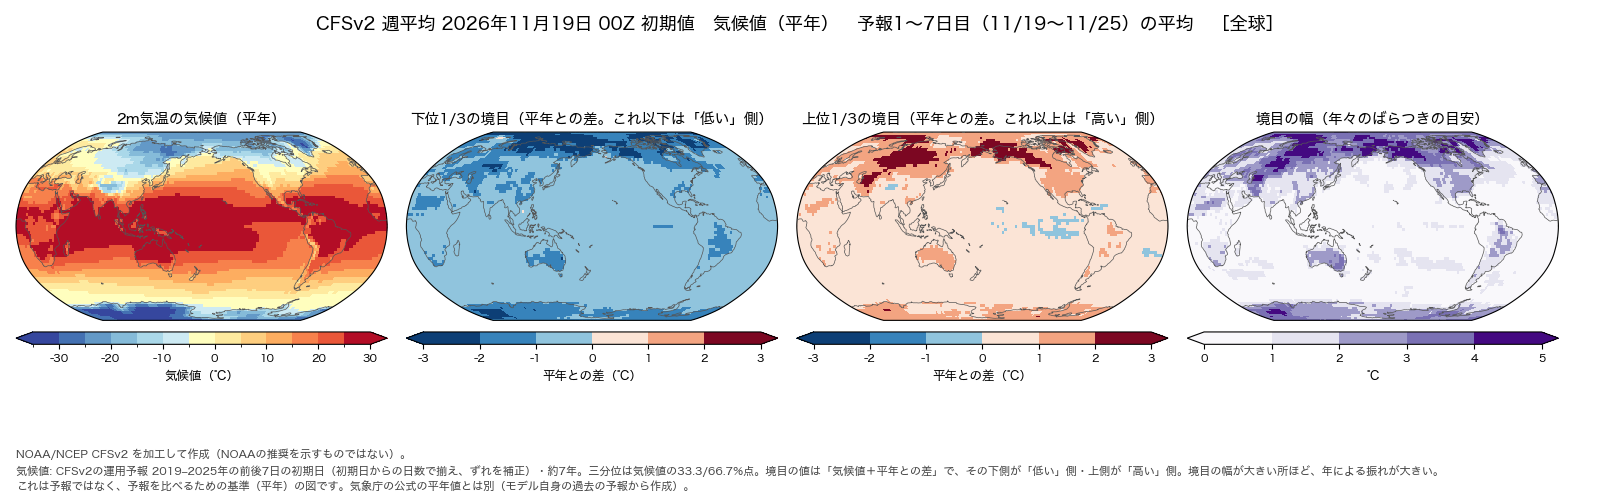 CFSv2 週平均 2026年11月19日 00Z 初期値　気候値（平年）　予報1～7日目（11/19～11/25）の平均　［全球］
2m気温の気候値（平年）
下位1/3の境目（平年との差。これ以下は「低い」側）
上位1/3の境目（平年との差。これ以上は「高い」側）
境目の幅（年々のばらつきの目安）
-30 -20 -10 0 10 20 30
-3 -2 -1 0 1 2 3
-3 -2 -1 0 1 2 3
0 1 2 3 4 5
気候値（℃）
平年との差（℃）
平年との差（℃）
℃
NOAA/NCEP CFSv2 を加工して作成（NOAAの推奨を示すものではない）。
気候値: CFSv2の運用予報 2019–2025年の前後7日の初期日（初期日からの日数で揃え、ずれを補正）・約7年。三分位は気候値の33.3/66.7%点。境目の値は「気候値＋平年との差」で、その下側が「低い」側・上側が「高い」側。境目の幅が大きい所ほど、年による振れが大きい。
これは予報ではなく、予報を比べるための基準（平年）の図です。気象庁の公式の平年値とは別（モデル自身の過去の予報から作成）。